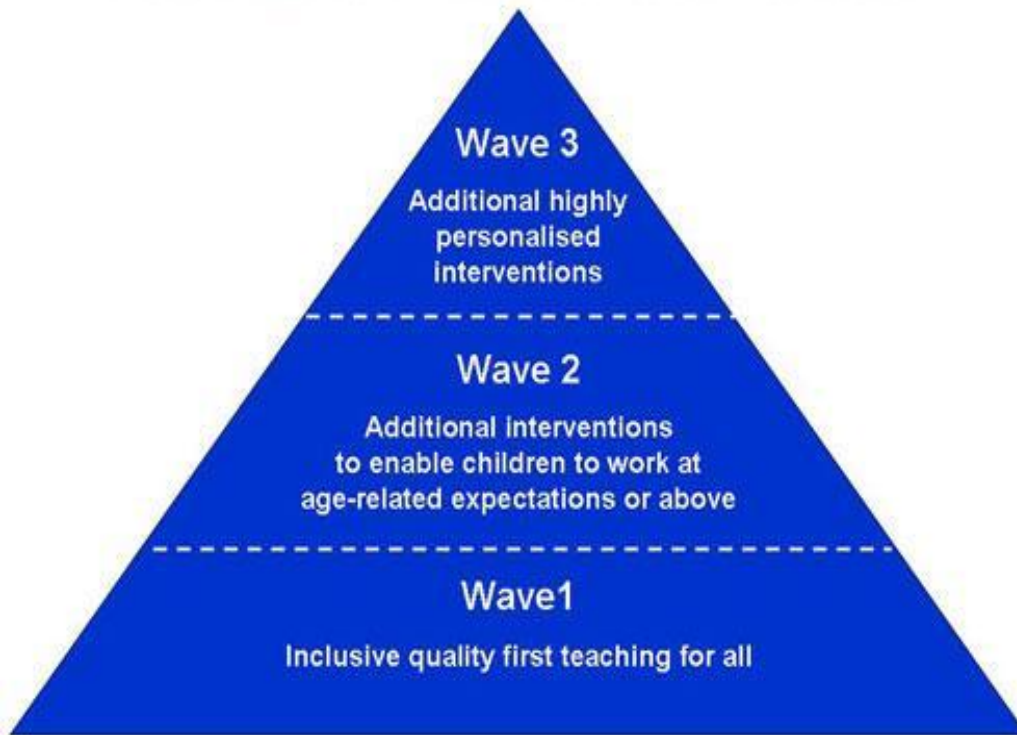 Wave 3
Additional highly
personalised
interventions
Wave 2
Additional interventions
to enable children to work at
age-related expectations or above
Wave1
Inclusive quality first teaching for all